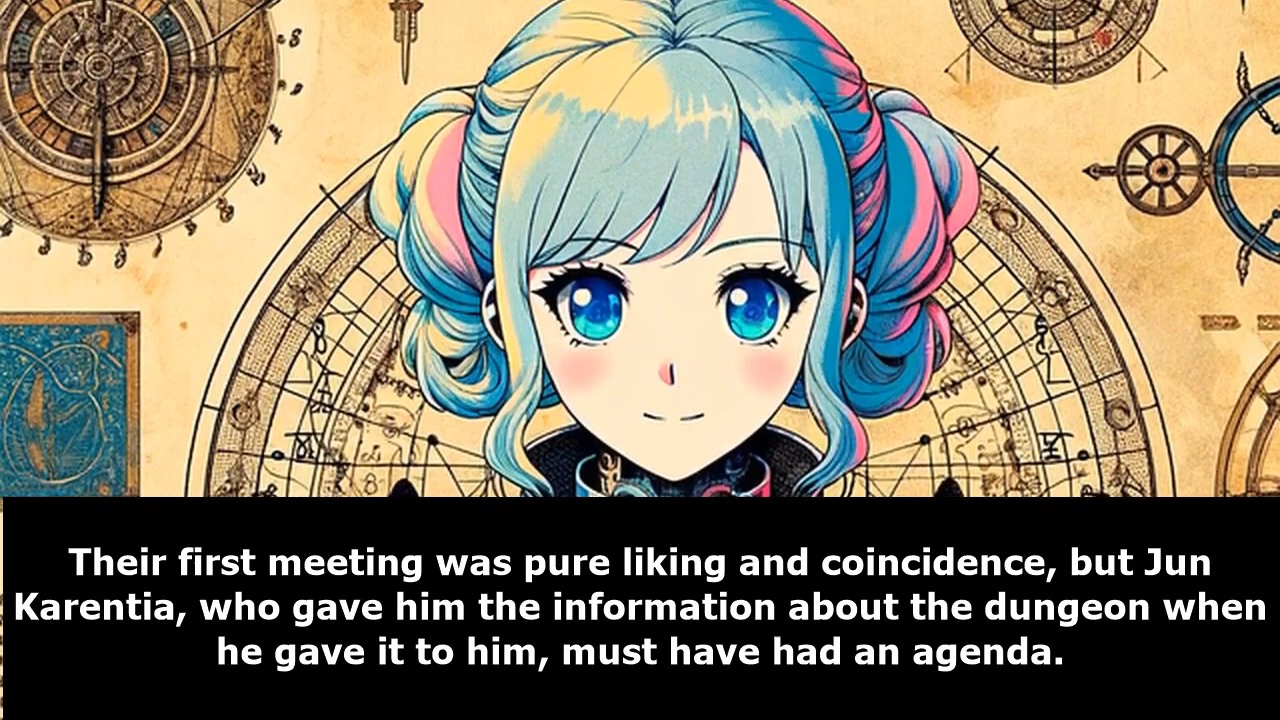 Their first meeting was pure liking and coincidence, but Jun
Karentia, who gave him the information about the dungeon when
he gave it to him, must have had an agenda.